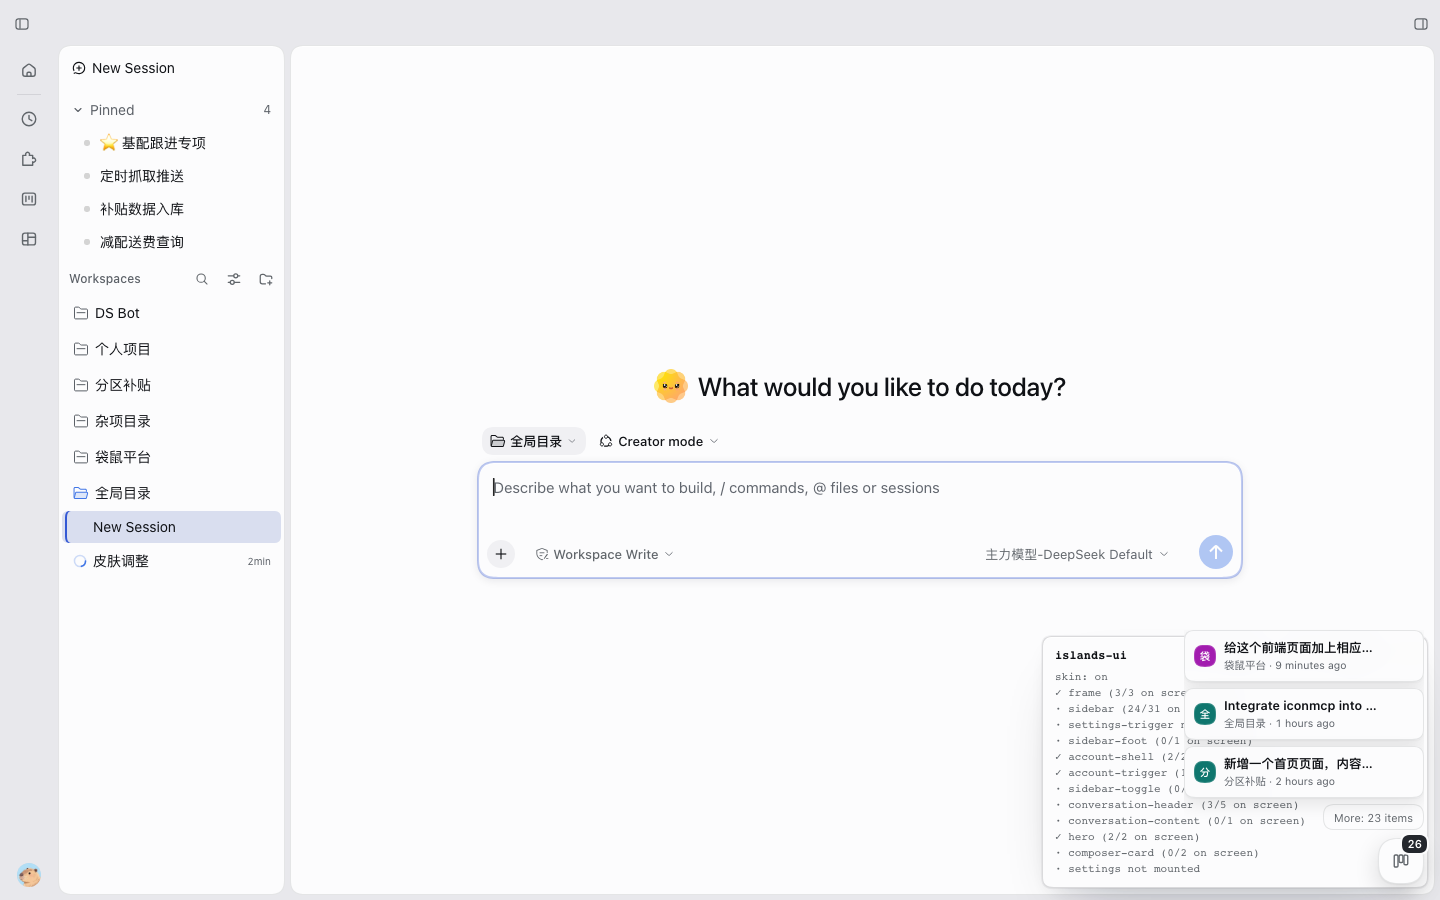 New Session
Pinned 4
⭐ 基配跟进专项
定时抓取推送
补贴数据入库
减配送费查询
Workspaces
DS Bot
个人项目
分区补贴
杂项目录
袋鼠平台
全局目录
New Session
皮肤调整 2min
What would you like to do today?
全局目录 Creator mode
Describe what you want to build, / commands, @ files or sessions
Workspace Write 主力模型-DeepSeek Default
islands-ui
skin: on
✓ frame (3/3 on scre
· sidebar (24/31 on
· settings-trigger
· sidebar-foot (0/1 on screen)
✓ account-shell (2/2
✓ account-trigger (1
· sidebar-toggle (0/
· conversation-header (3/5 on screen)
· conversation-content (0/1 on screen)
✓ hero (2/2 on screen)
· composer-card (0/2 on screen)
· settings not mounted
袋 给这个前端页面加上相应...
袋鼠平台 · 9 minutes ago
全 Integrate iconmcp into ...
全局目录 · 1 hours ago
分 新增一个首页页面，内容...
分区补贴 · 2 hours ago
More: 23 items
26